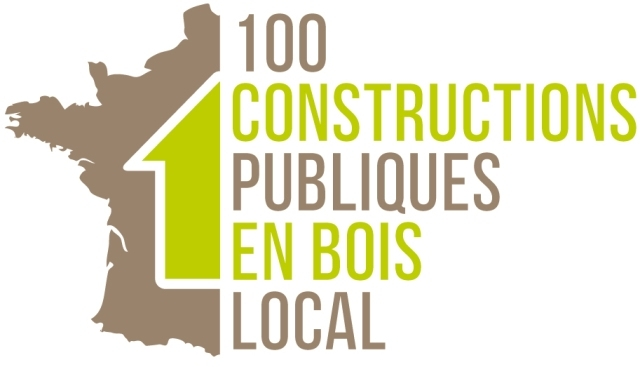 100
CONSTRUCTIONS
PUBLIQUES
EN BOIS
LOCAL